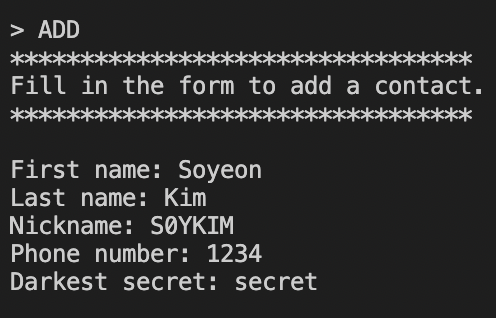 > ADD
*********************************
Fill in the form to add a contact.
*********************************
First name: Soyeon
Last name: Kim
Nickname: S0YKIM
Phone number: 1234
Darkest secret: secret